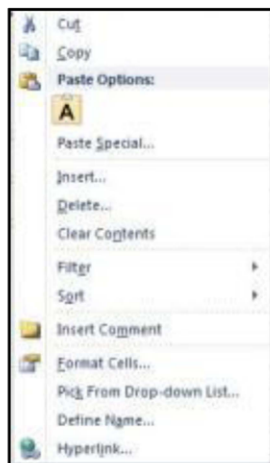 Cut
Copy
Paste Options:
A
Paste Special...
Insert...
Delete...
Clear Contents
Filter
Sort
Insert Comment
Format Cells...
Pick From Drop-down List...
Define Name...
Hyperlink...